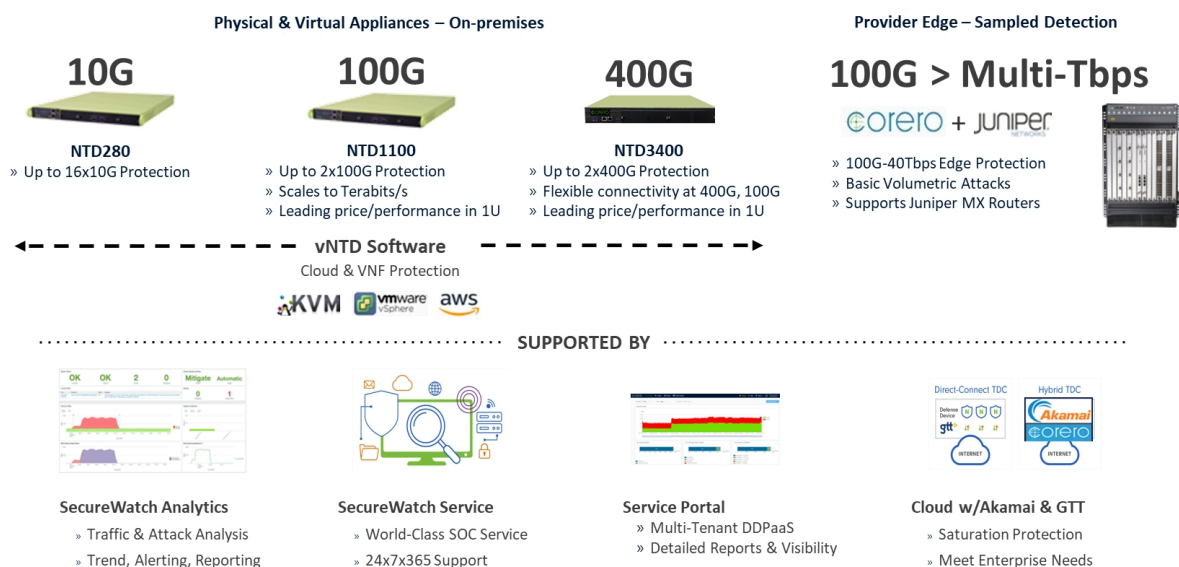 Physical & Virtual Appliances – On-premises
Provider Edge – Sampled Detection
10G
100G
400G
100G > Multi-Tbps
corero + JUNIPER
NETWORKS
NTD280
» Up to 16x10G Protection
NTD1100
» Up to 2x100G Protection
» Scales to Terabits/s
» Leading price/performance in 1U
NTD3400
» Up to 2x400G Protection
» Flexible connectivity at 400G, 100G
» Leading price/performance in 1U
» 100G-40Tbps Edge Protection
» Basic Volumetric Attacks
» Supports Juniper MX Routers
vNTD Software
Cloud & VNF Protection
KVM
vmware
vSphere
aws
SUPPORTED BY
OK
OK
2
0
Mitigate
Automatic
0
1
Direct-Connect TDC
Hybrid TDC
Defense
Device
N N N
gtt
INTERNET
Akamai
corero
INTERNET
SecureWatch Analytics
» Traffic & Attack Analysis
» Trend, Alerting, Reporting
SecureWatch Service
» World-Class SOC Service
» 24x7x365 Support
Service Portal
» Multi-Tenant DDPaaS
» Detailed Reports & Visibility
Cloud w/Akamai & GTT
» Saturation Protection
» Meet Enterprise Needs